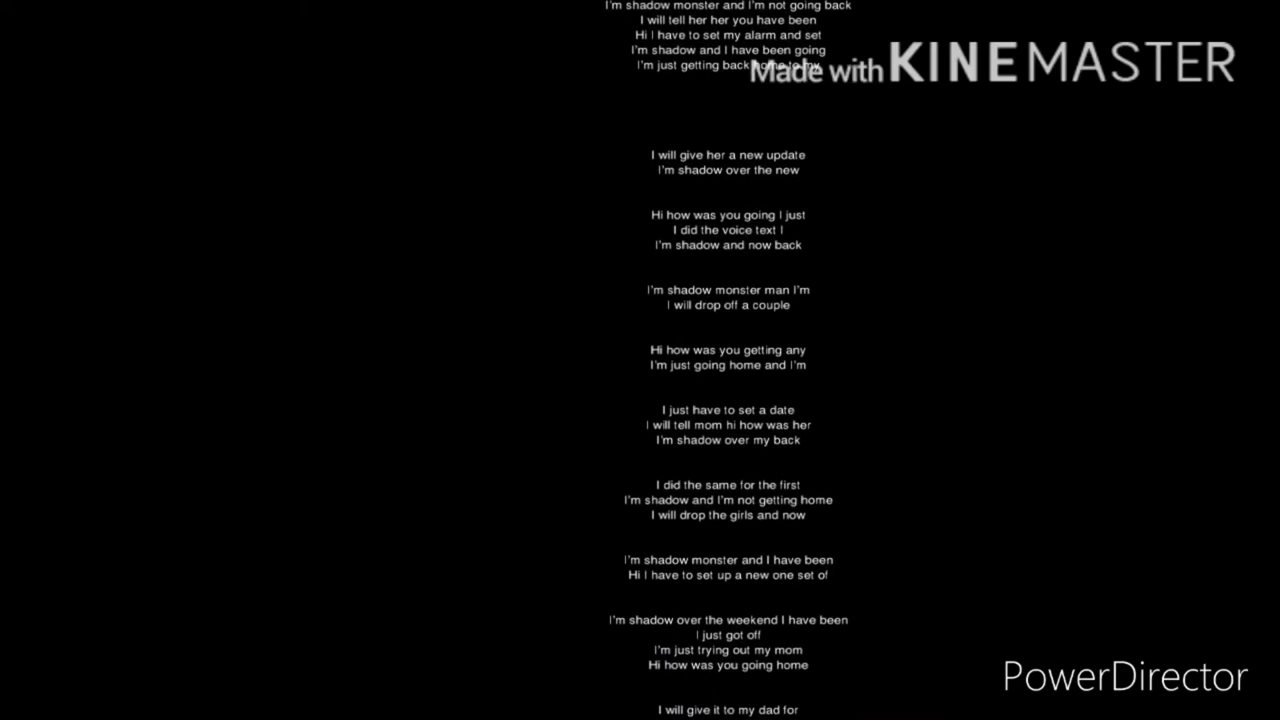 I'm shadow monster and I'm not going back
I will tell her her you have been
Hi I have to set my alarm and set
I'm shadow and I have been going
I'm just getting back home to my
Made with KINEMASTER
I will give her a new update
I'm shadow over the new
Hi how was you going I just
I did the voice text I
I'm shadow and now back
I'm shadow monster man I'm
I will drop off a couple
Hi how was you getting any
I'm just going home and I'm
I just have to set a date
I will tell mom hi how was her
I'm shadow over my back
I did the same for the first
I'm shadow and I'm not getting home
I will drop the girls and now
I'm shadow monster and I have been
Hi I have to set up a new one set of
I'm shadow over the weekend I have been
I just got off
I'm just trying out my mom
Hi how was you going home
PowerDirector
I will give it to my dad for